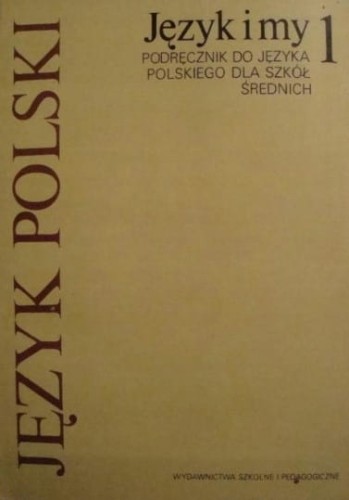 JĘZYK POLSKI
Język i my 1
PODRĘCZNIK DO JĘZYKA
POLSKIEGO DLA SZKÓŁ
ŚREDNICH
WYDAWNICTWA SZKOLNE I PEDAGOGICZNE